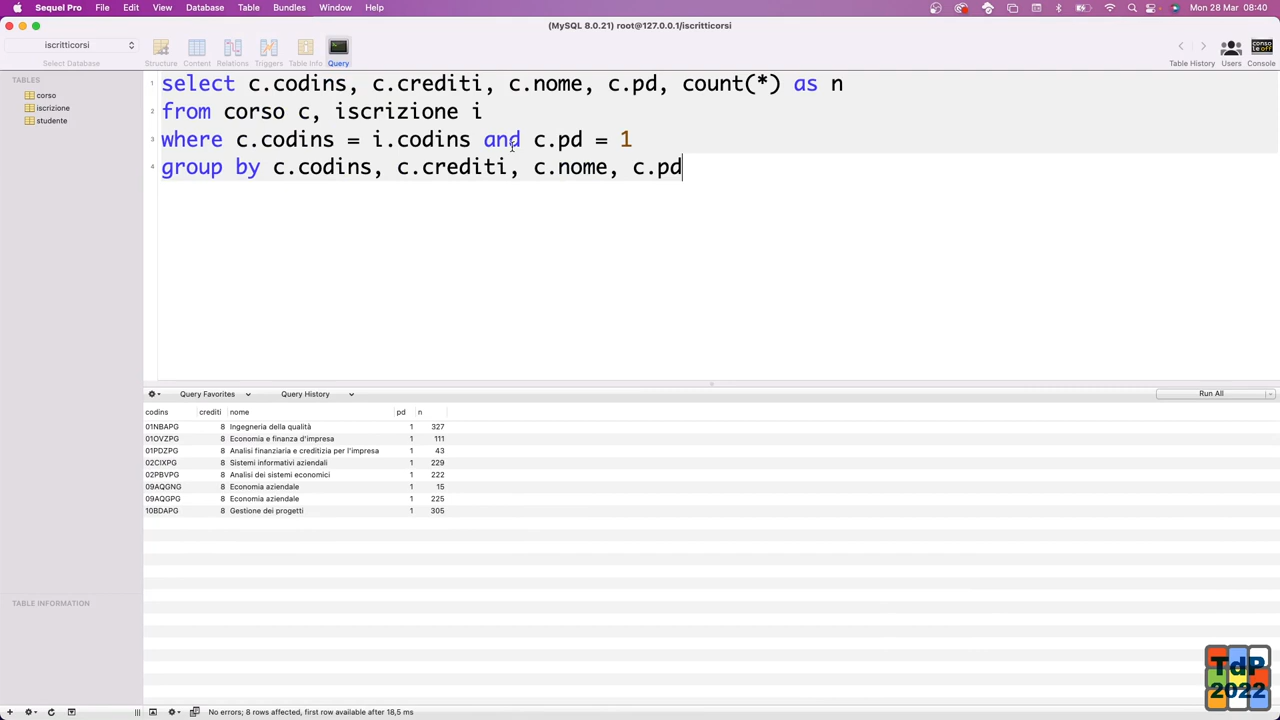 Sequel Pro File Edit View Database Table Bundles Window Help Mon 28 Mar 08:40
(MySQL 8.0.21) root@127.0.0.1/iscritticorsi
iscritticorsi
Select Database Structure Content Relations Triggers Table Info Query Table History Users Console
console off
TABLES
corso
iscrizione
studente
1 select c.codins, c.crediti, c.nome, c.pd, count(*) as n
2 from corso c, iscrizione i
3 where c.codins = i.codins and c.pd = 1
4 group by c.codins, c.crediti, c.nome, c.pd
Query Favorites Query History Run All
codins crediti nome pd n
01NBAPG 8 Ingegneria della qualità 1 327
01OVZPG 8 Economia e finanza d'impresa 1 111
01PDZPG 8 Analisi finanziaria e creditizia per l'impresa 1 43
02CIXPG 8 Sistemi informativi aziendali 1 229
02PBVPG 8 Analisi dei sistemi economici 1 222
09AQGNG 8 Economia aziendale 1 15
09AQGPG 8 Economia aziendale 1 225
10BDAPG 8 Gestione dei progetti 1 305
TABLE INFORMATION
TdP
2022
No errors; 8 rows affected, first row available after 18,5 ms